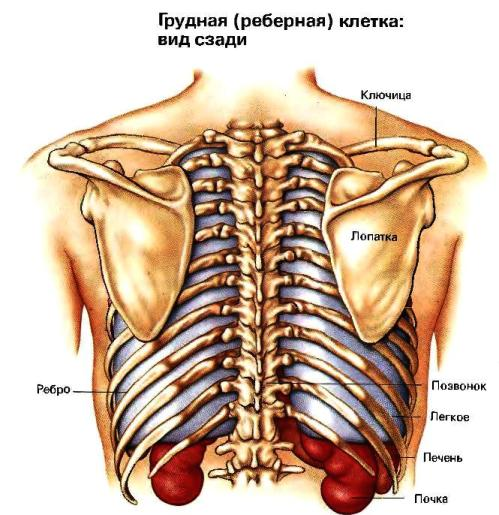 Грудная (реберная) клетка:
вид сзади
Ключица
Лопатка
Ребро
Позвонок
Легкое
Печень
Почка